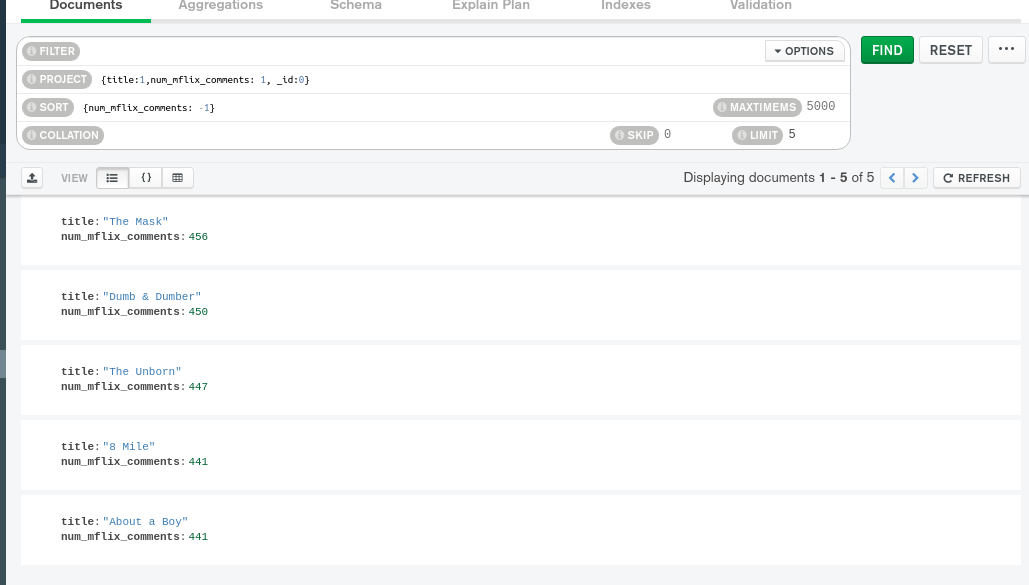 Documents Aggregations Schema Explain Plan Indexes Validation
FILTER OPTIONS FIND RESET ...
PROJECT {title:1,num_mflix_comments: 1, _id:0}
SORT {num_mflix_comments: -1} MAXTIMEMS 5000
COLLATION SKIP 0 LIMIT 5
VIEW {} Displaying documents 1 - 5 of 5 < > REFRESH
title: "The Mask"
num_mflix_comments: 456
title: "Dumb & Dumber"
num_mflix_comments: 450
title: "The Unborn"
num_mflix_comments: 447
title: "8 Mile"
num_mflix_comments: 441
title: "About a Boy"
num_mflix_comments: 441